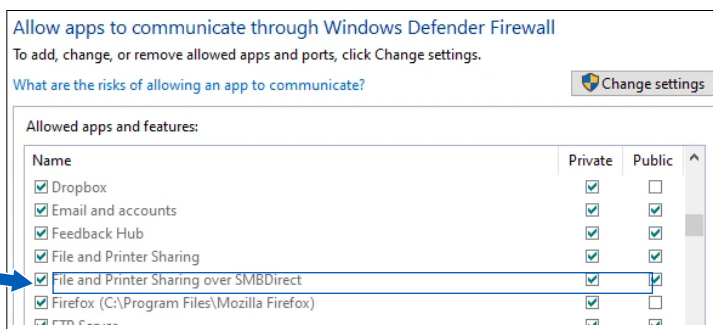 Allow apps to communicate through Windows Defender Firewall
To add, change, or remove allowed apps and ports, click Change settings.
What are the risks of allowing an app to communicate?
Change settings
Allowed apps and features:
Name Private Public
Dropbox
Email and accounts
Feedback Hub
File and Printer Sharing
File and Printer Sharing over SMBDirect
Firefox (C:\Program Files\Mozilla Firefox)
FTP Server